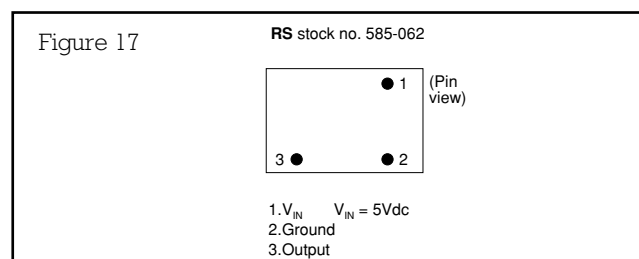 Figure 17
RS stock no. 585-062
1 (Pin
view)
3 2
1.VIN VIN = 5Vdc
2.Ground
3.Output